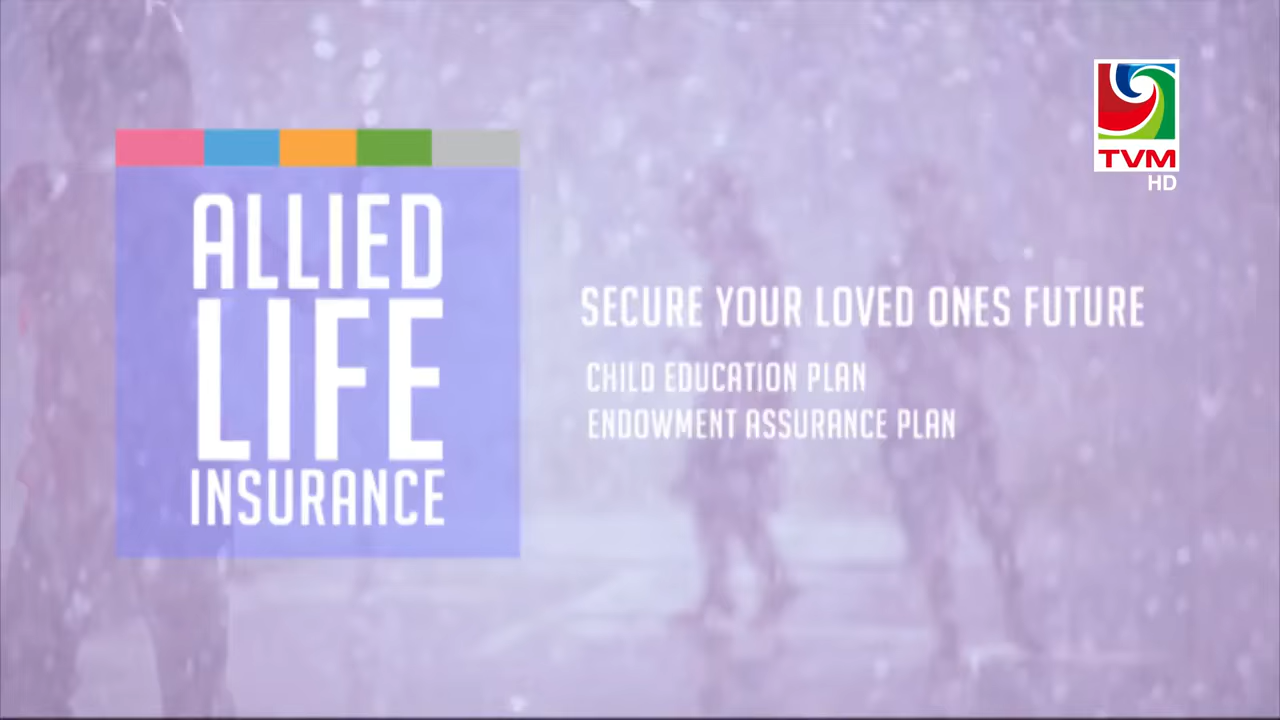 TVM
HD
ALLIED
LIFE
INSURANCE
SECURE YOUR LOVED ONES FUTURE
CHILD EDUCATION PLAN
ENDOWMENT ASSURANCE PLAN